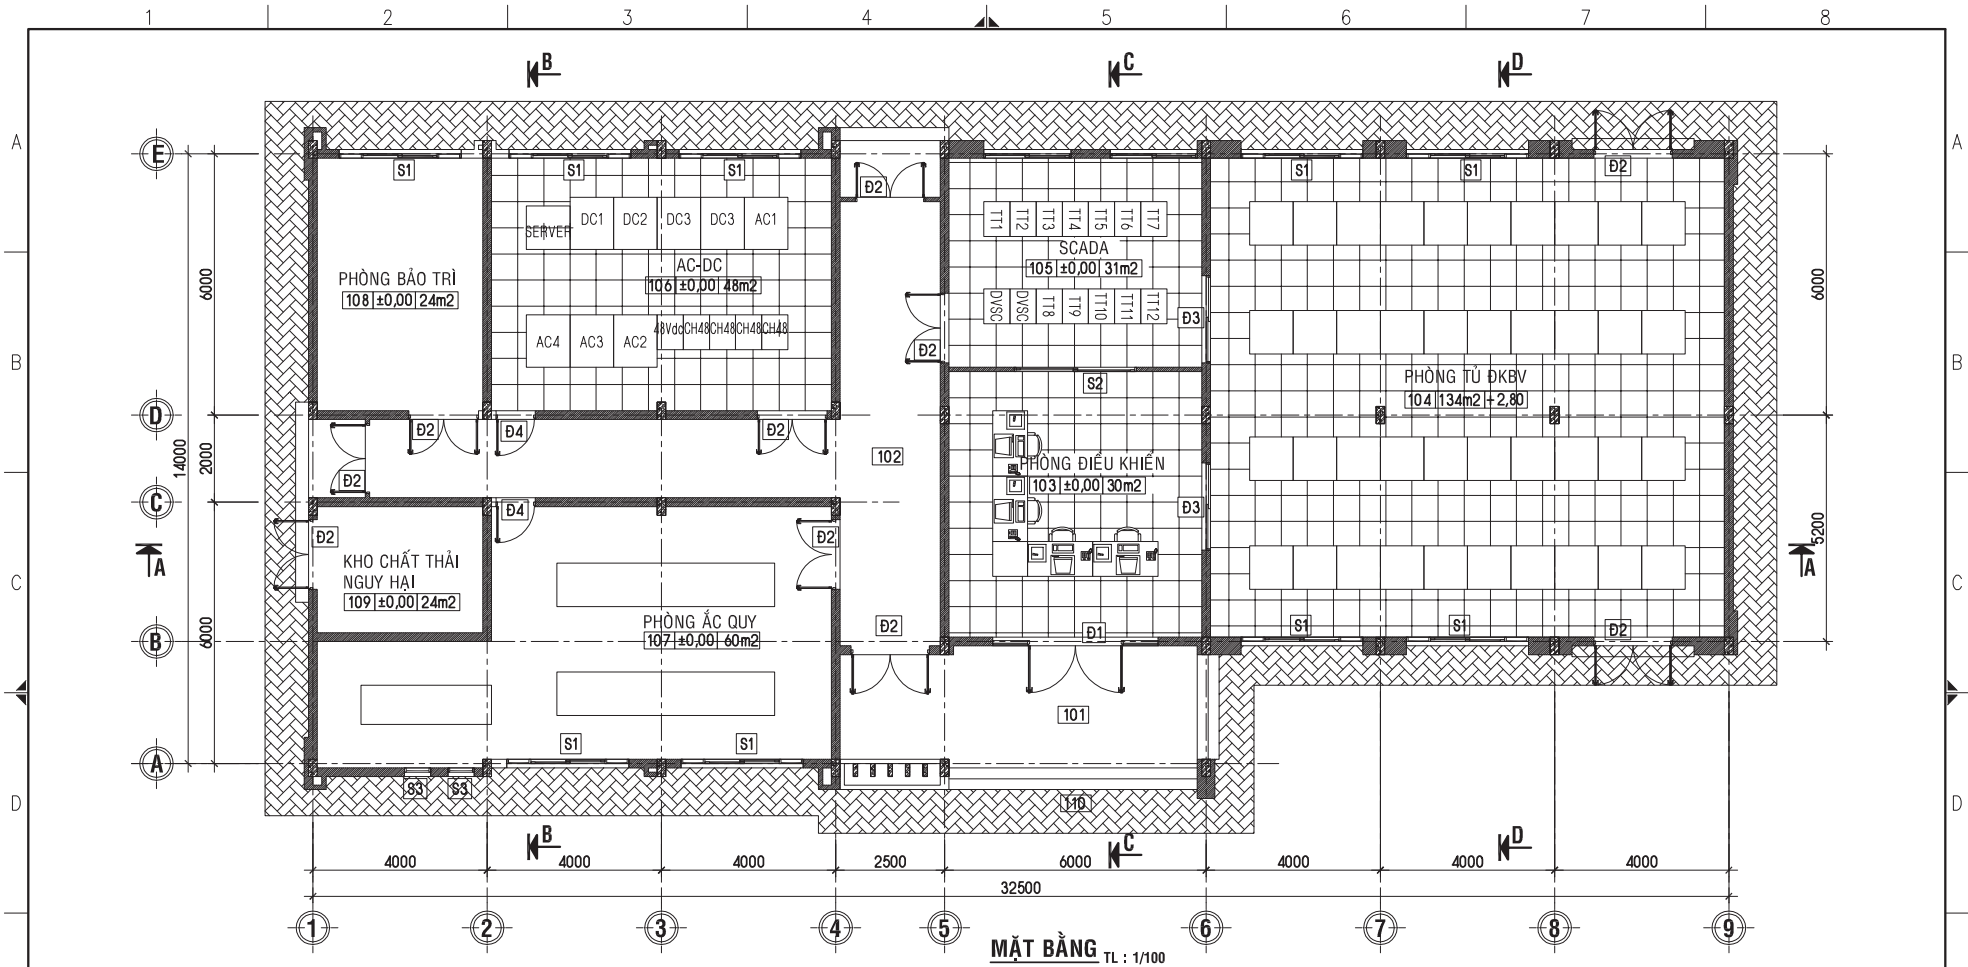 1 2 3 4 5 6 7 8
B C D
A A
E
S1 S1 S1 Đ2 S1 S1 Đ2
SERVER DC1 DC2 DC3 DC3 AC1
TT1 TT2 TT3 TT4 TT5 TT6 TT7
AC-DC
106 ±0,00 48m2
SCADA
105 ±0,00 31m2
PHÒNG BẢO TRÌ
108 ±0,00 24m2
6000 6000
48Vdc CH48 CH48 CH48 CH48
AC4 AC3 AC2
DVSC DVSC TT8 TT9 TT10 TT11 TT12
Đ3
Đ2
B B
S2
PHÒNG TỦ ĐKBV
104 134m2 +2,80
D
Đ2 Đ4 Đ2
14000 2000
102
PHÒNG ĐIỀU KHIỂN
103 ±0,00 30m2
Đ2
C
Đ4 Đ3
Đ2 Đ2
5200
A A
KHO CHẤT THẢI
NGUY HẠI
109 ±0,00 24m2
C C
PHÒNG ẮC QUY
107 ±0,00 60m2
Đ2 Đ1 S1 S1 Đ2
B
6000
101
S1 S1
A
S3 S3
110
D D
B C D
4000 4000 4000 2500 6000 4000 4000 4000
32500
1 2 3 4 5 6 7 8 9
MẶT BẰNG TL : 1/100